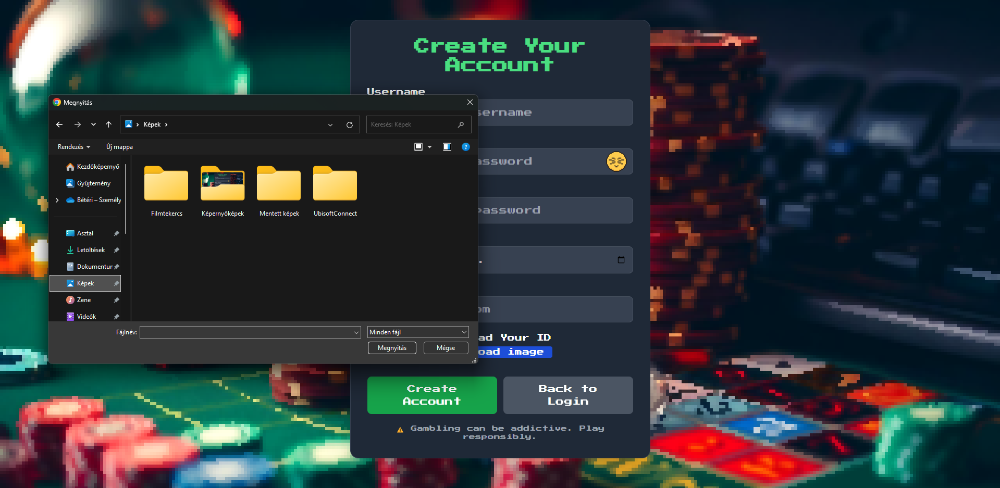 Create Your
Account
Username
sername
assword
password
.
om
ad Your ID
oad image
Create
Account
Back to
Login
Gambling can be addictive. Play
responsibly.
Megnyitás
Képek
Keresés: Képek
Rendezés
Új mappa
Kezdőképernyő
Gyűjtemény
Bétéri – Személy
Asztal
Letöltések
Dokumentur
Képek
Zene
Videók
Filmtekercs
Képernyőképek
Mentett képek
UbisoftConnect
Fájlnév:
Minden fájl
Megnyitás
Mégse